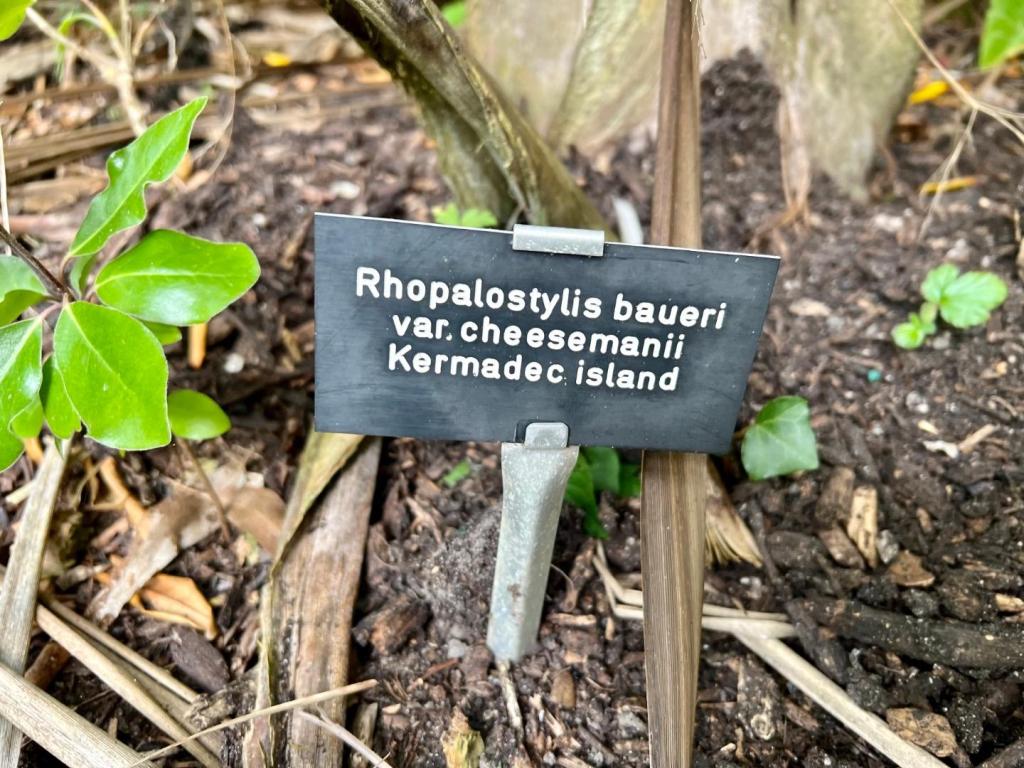 Rhopalostylis baueri
var. cheesemanii
Kermadec island